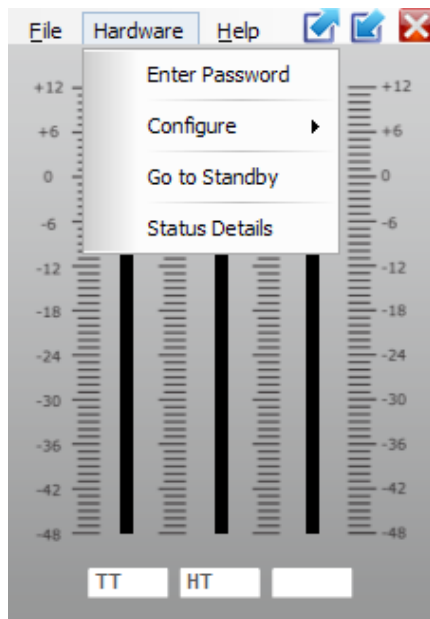 File Hardware Help
Enter Password
Configure
Go to Standby
Status Details
+12 +12
+6 +6
0 0
-6 -6
-12 -12
-18 -18
-24 -24
-30 -30
-36 -36
-42 -42
-48 -48
TT HT